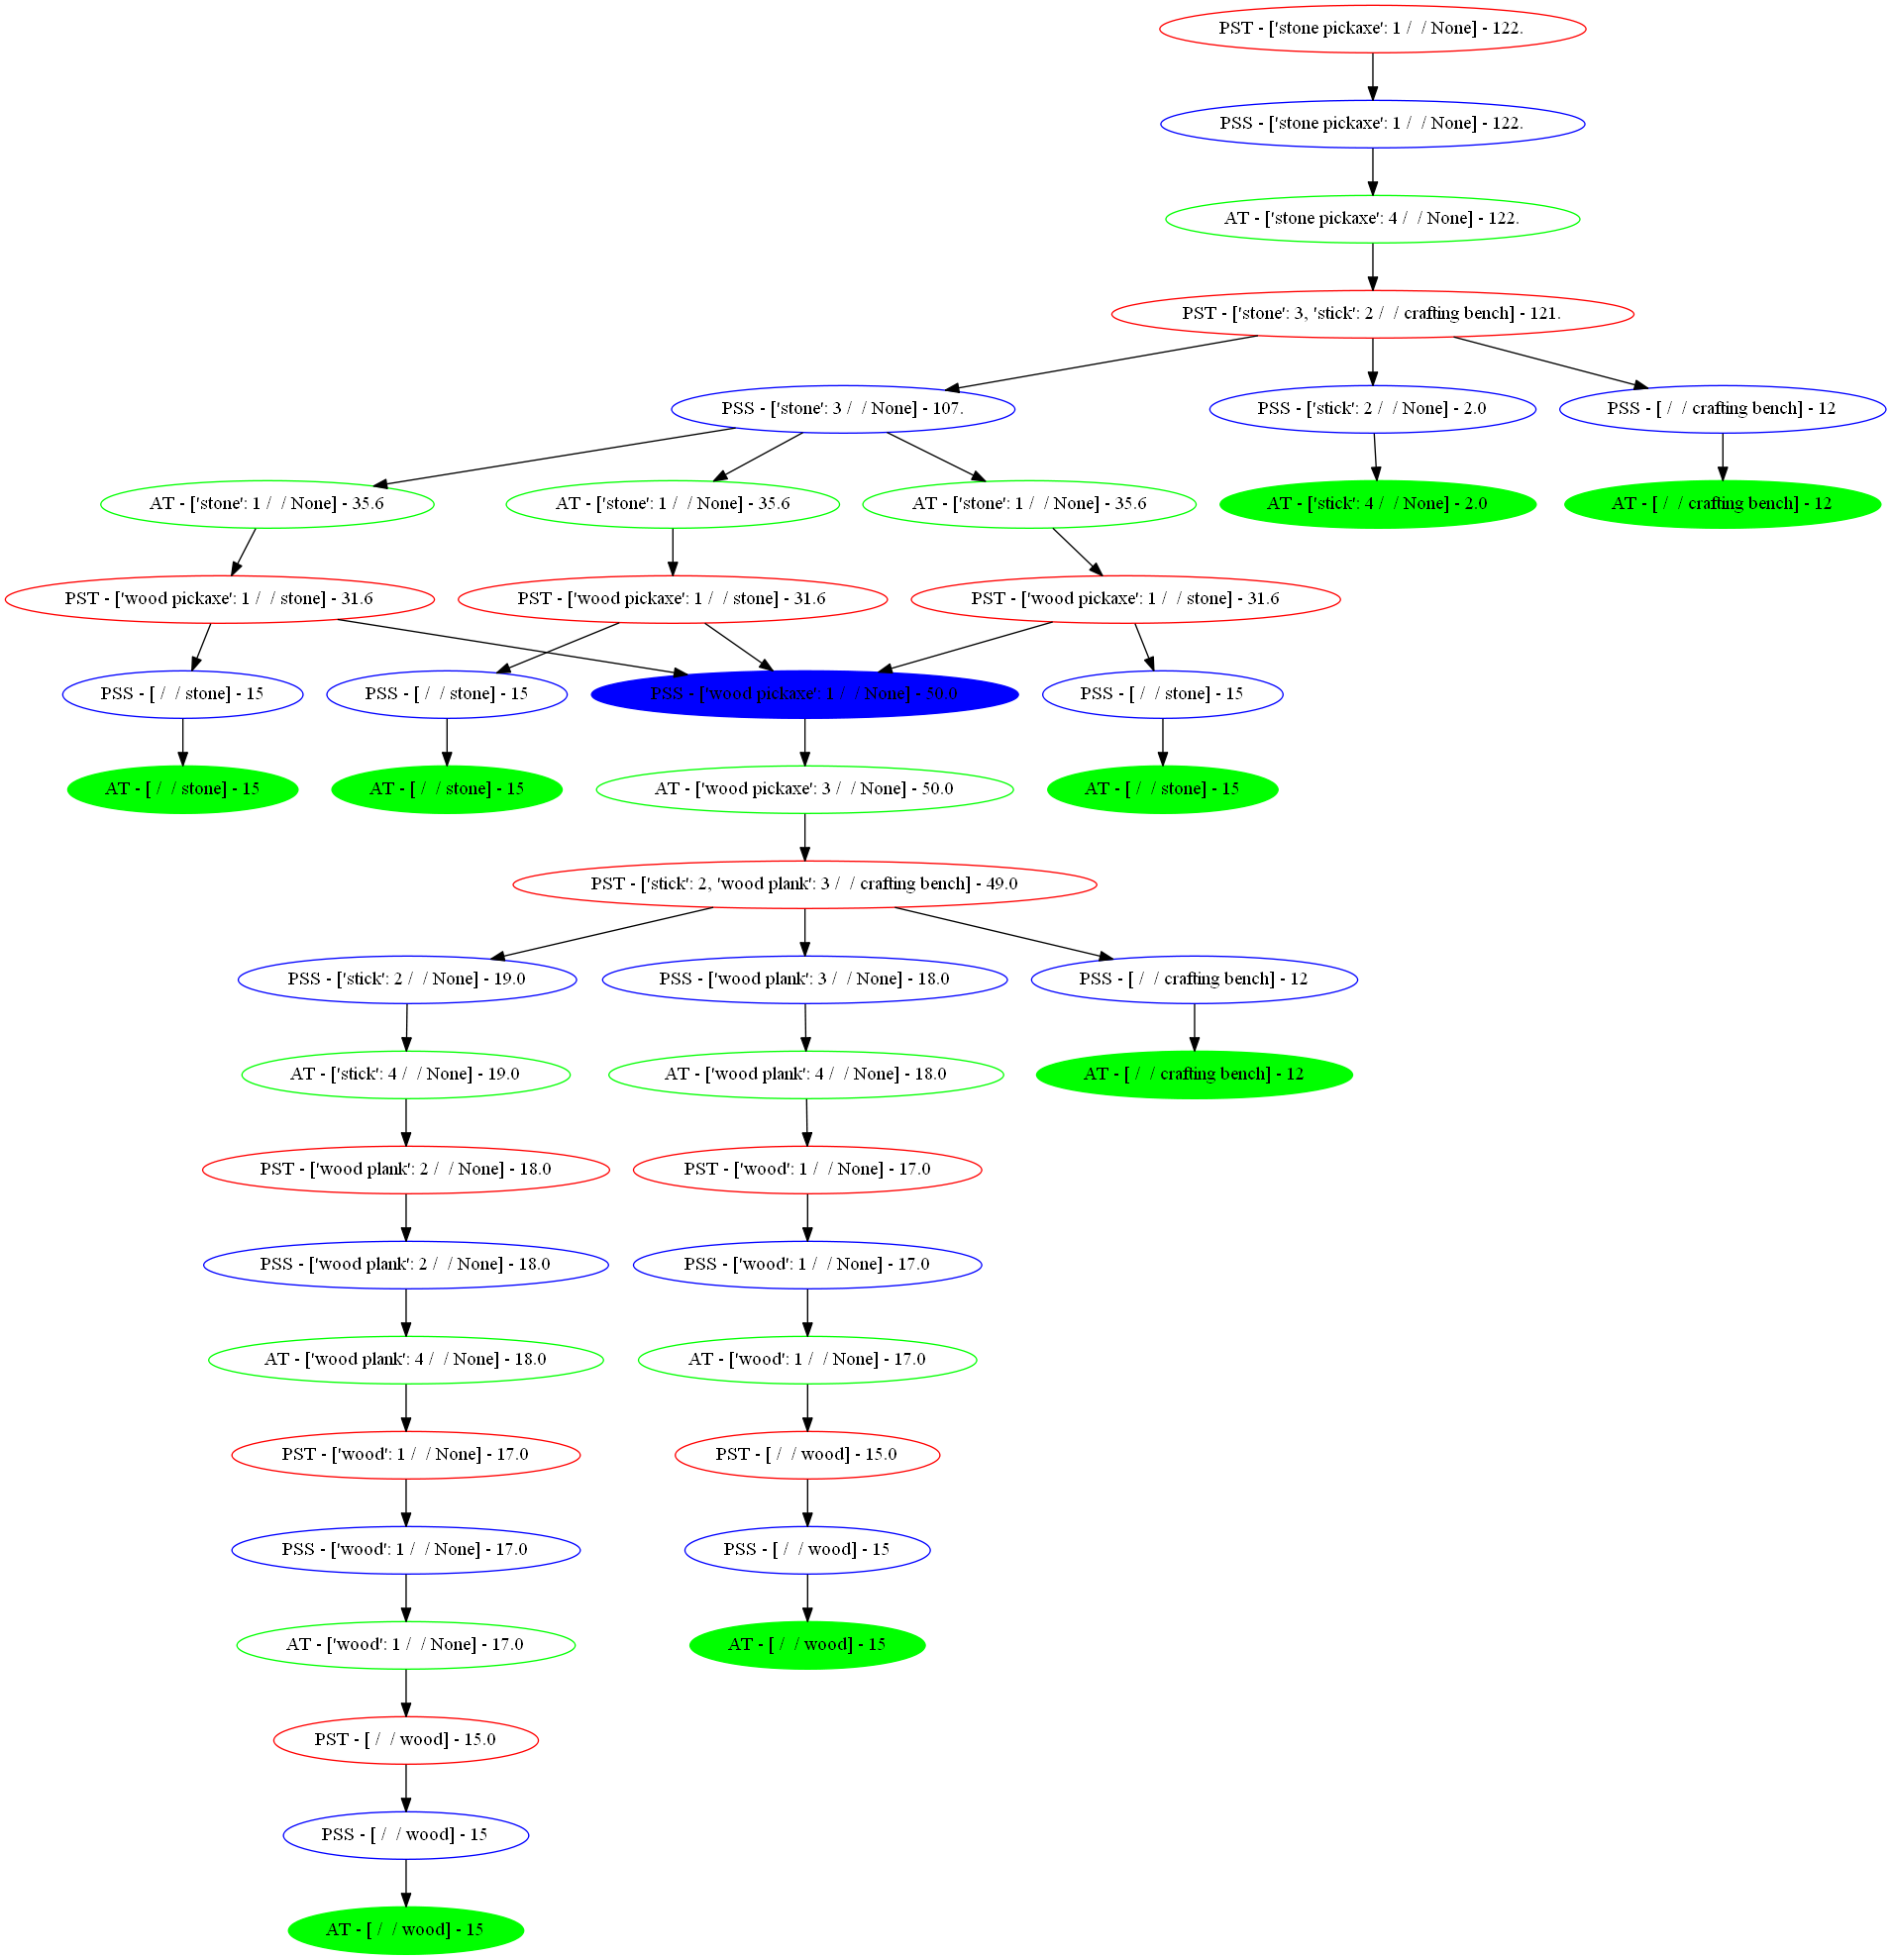 PST - ['stone pickaxe': 1 /  / None] - 122.
PSS - ['stone pickaxe': 1 /  / None] - 122.
AT - ['stone pickaxe': 4 /  / None] - 122.
PST - ['stone': 3, 'stick': 2 /  / crafting bench] - 121.
PSS - ['stone': 3 /  / None] - 107.
PSS - ['stick': 2 /  / None] - 2.0
PSS - [ /  / crafting bench] - 12
AT - ['stone': 1 /  / None] - 35.6
AT - ['stone': 1 /  / None] - 35.6
AT - ['stone': 1 /  / None] - 35.6
AT - ['stick': 4 /  / None] - 2.0
AT - [ /  / crafting bench] - 12
PST - ['wood pickaxe': 1 /  / stone] - 31.6
PST - ['wood pickaxe': 1 /  / stone] - 31.6
PST - ['wood pickaxe': 1 /  / stone] - 31.6
PSS - [ /  / stone] - 15
PSS - [ /  / stone] - 15
PSS - ['wood pickaxe': 1 /  / None] - 50.0
PSS - [ /  / stone] - 15
AT - [ /  / stone] - 15
AT - [ /  / stone] - 15
AT - ['wood pickaxe': 3 /  / None] - 50.0
AT - [ /  / stone] - 15
PST - ['stick': 2, 'wood plank': 3 /  / crafting bench] - 49.0
PSS - ['stick': 2 /  / None] - 19.0
PSS - ['wood plank': 3 /  / None] - 18.0
PSS - [ /  / crafting bench] - 12
AT - ['stick': 4 /  / None] - 19.0
AT - ['wood plank': 4 /  / None] - 18.0
AT - [ /  / crafting bench] - 12
PST - ['wood plank': 2 /  / None] - 18.0
PST - ['wood': 1 /  / None] - 17.0
PSS - ['wood plank': 2 /  / None] - 18.0
PSS - ['wood': 1 /  / None] - 17.0
AT - ['wood plank': 4 /  / None] - 18.0
AT - ['wood': 1 /  / None] - 17.0
PST - ['wood': 1 /  / None] - 17.0
PST - [ /  / wood] - 15.0
PSS - ['wood': 1 /  / None] - 17.0
PSS - [ /  / wood] - 15
AT - ['wood': 1 /  / None] - 17.0
AT - [ /  / wood] - 15
PST - [ /  / wood] - 15.0
PSS - [ /  / wood] - 15
AT - [ /  / wood] - 15